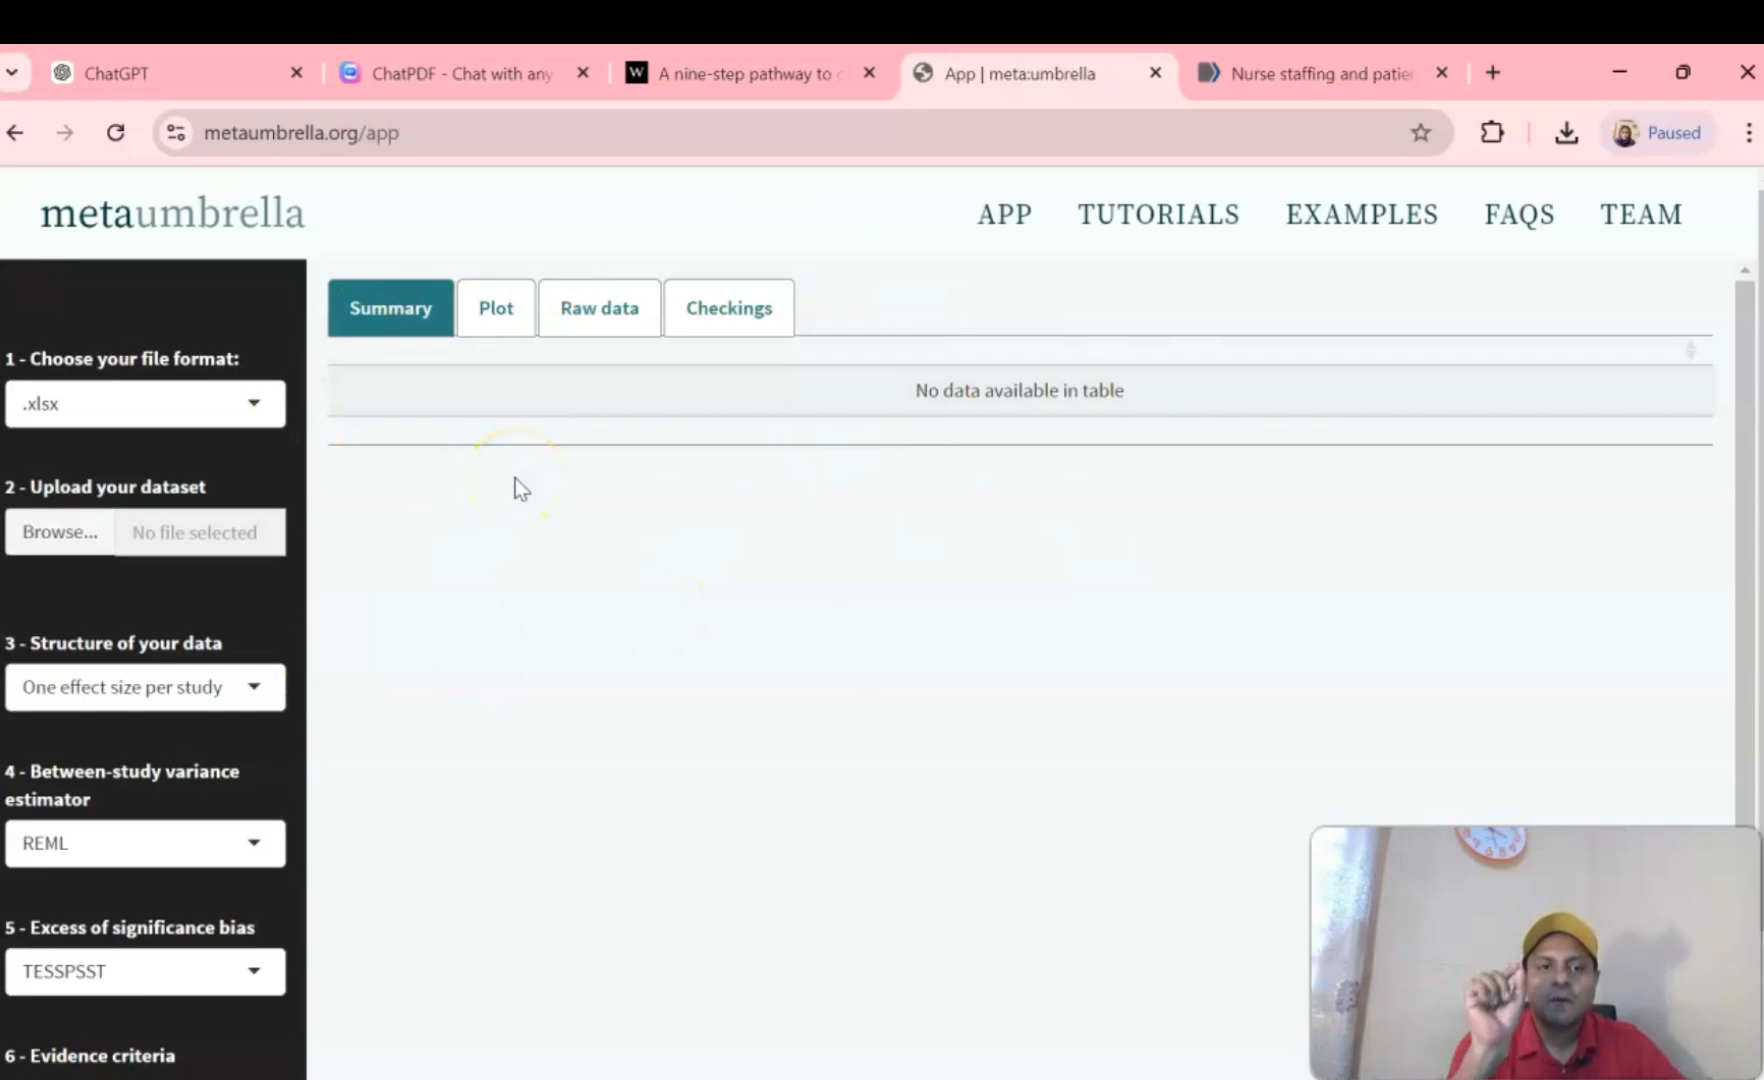 ChatGPT
ChatPDF - Chat with any
A nine-step pathway to c
App | meta:umbrella
Nurse staffing and patie
metaumbrella.org/app
Paused
metaumbrella
APP
TUTORIALS
EXAMPLES
FAQS
TEAM
Summary
Plot
Raw data
Checkings
No data available in table
1 - Choose your file format:
.xlsx
2 - Upload your dataset
Browse...
No file selected
3 - Structure of your data
One effect size per study
4 - Between-study variance
estimator
REML
5 - Excess of significance bias
TESSPSST
6 - Evidence criteria